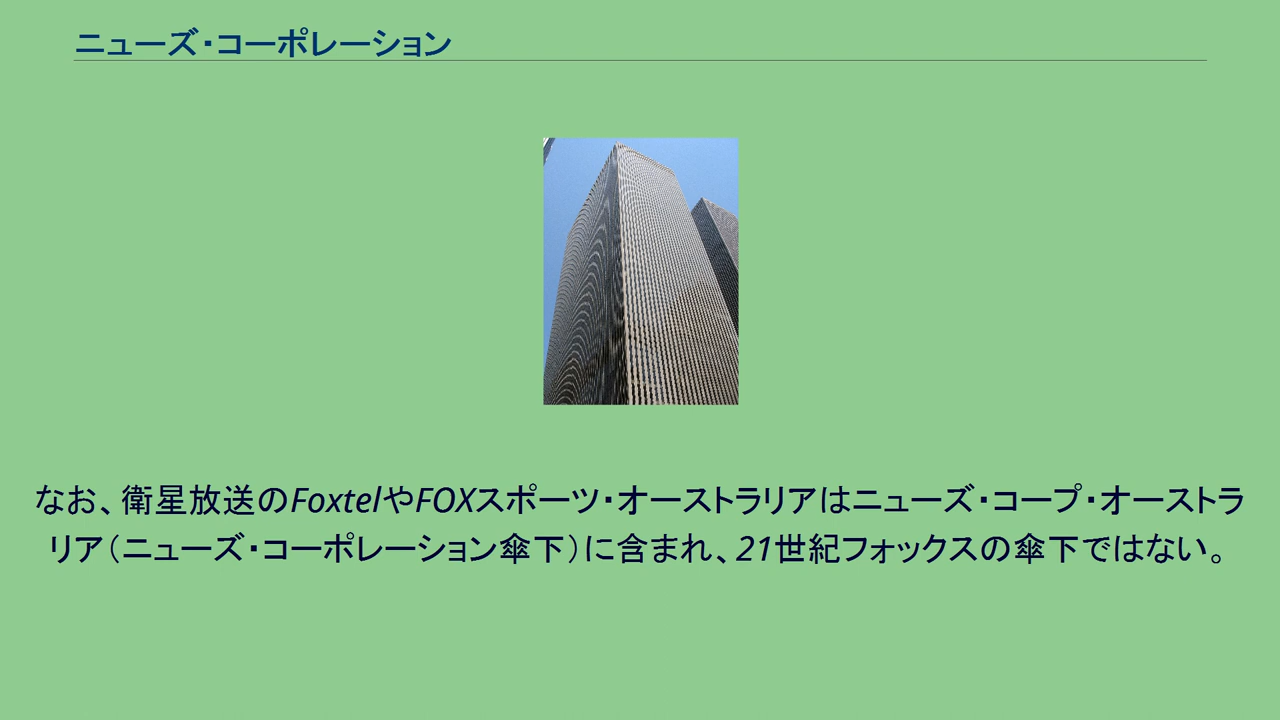 ニューズ・コーポレーション
なお、衛星放送のFoxtelやFOXスポーツ・オーストラリアはニューズ・コープ・オーストラ
リア（ニューズ・コーポレーション傘下）に含まれ、21世紀フォックスの傘下ではない。